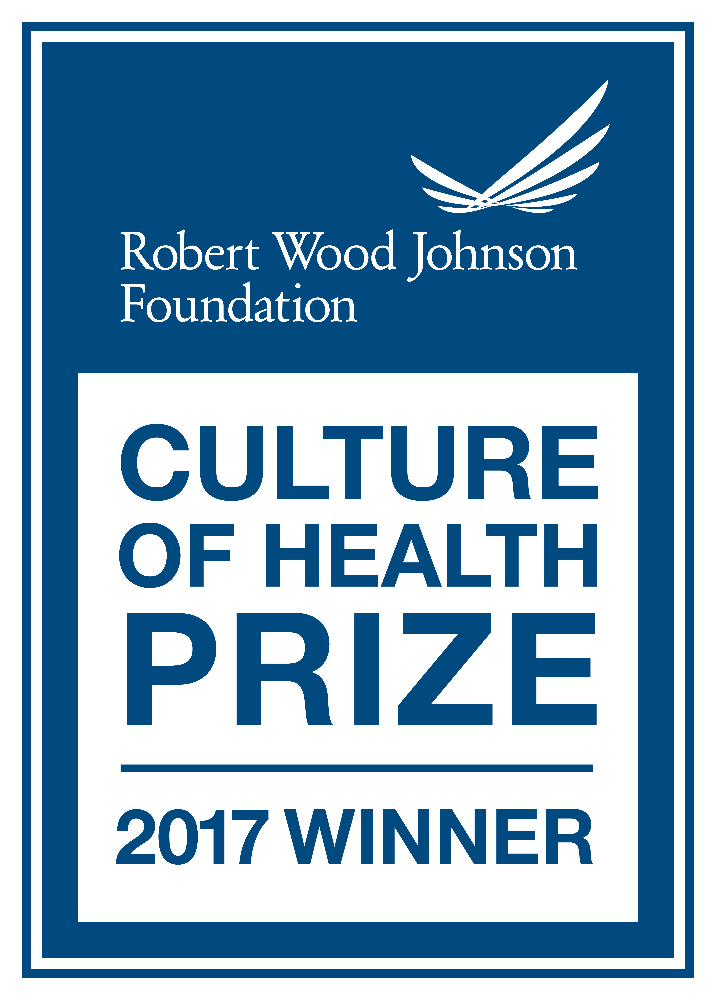 Robert Wood Johnson
Foundation
CULTURE
OF HEALTH
PRIZE
2017 WINNER